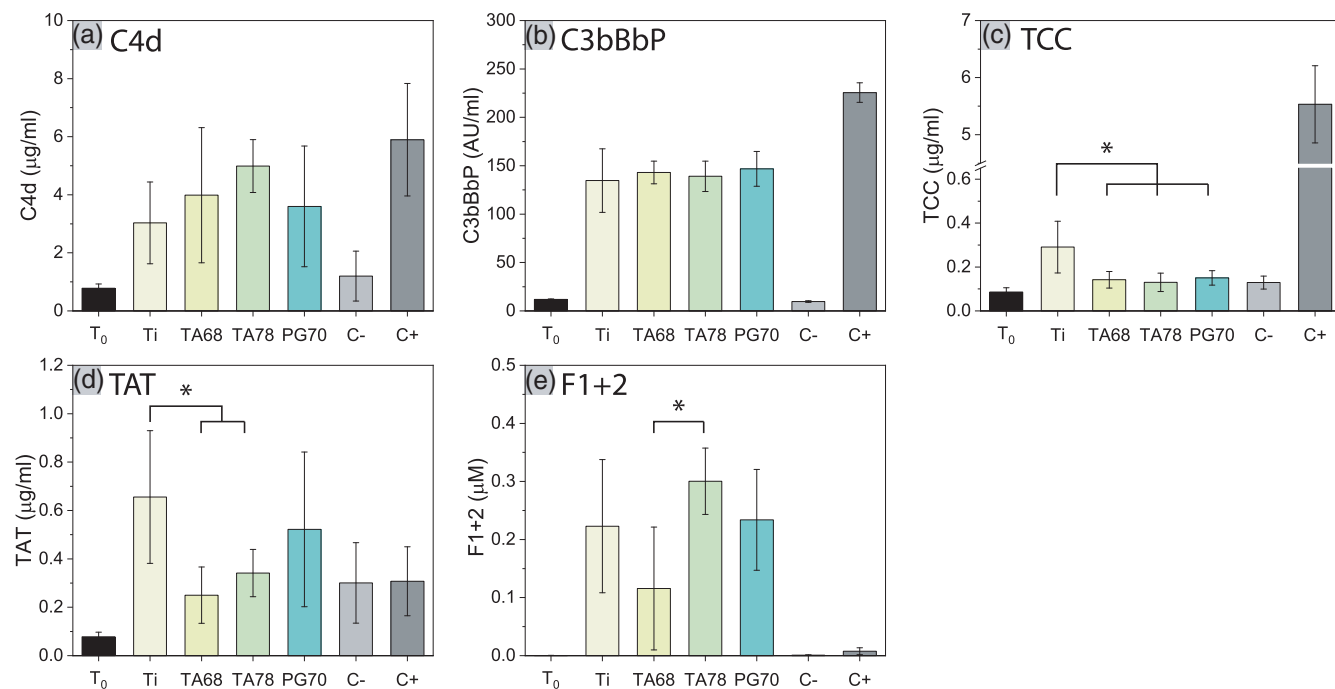 (a) C4d
10
8
6
4
2
0
C4d (μg/ml)
T0 Ti TA68 TA78 PG70 C- C+
(b) C3bBbP
300
250
200
150
100
50
0
C3bBbP (AU/ml)
T0 Ti TA68 TA78 PG70 C- C+
(c) TCC
7
6
5
0.6
0.4
0.2
0.0
TCC (μg/ml)
*
T0 Ti TA68 TA78 PG70 C- C+
(d) TAT
1.2
1.0
0.8
0.6
0.4
0.2
0.0
TAT (μg/ml)
*
T0 Ti TA68 TA78 PG70 C- C+
(e) F1+2
0.5
0.4
0.3
0.2
0.1
0.0
F1+2 (μM)
*
T0 Ti TA68 TA78 PG70 C- C+